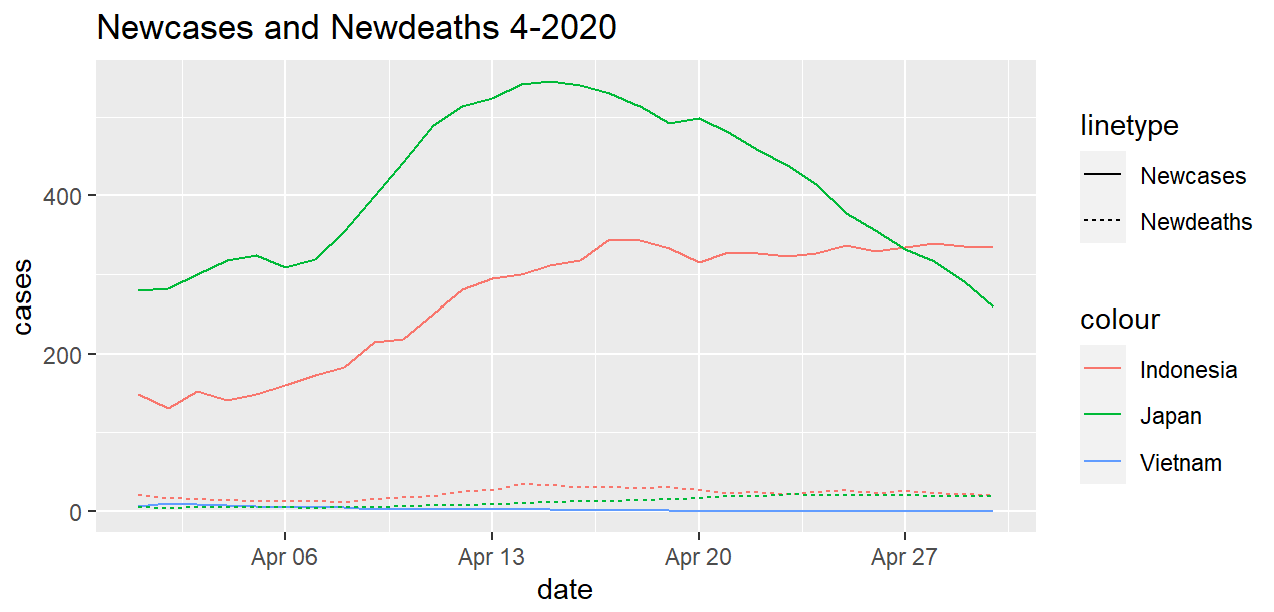 Newcases and Newdeaths 4-2020
cases
400
200
0
Apr 06
Apr 13
Apr 20
Apr 27
date
linetype
Newcases
Newdeaths
colour
Indonesia
Japan
Vietnam